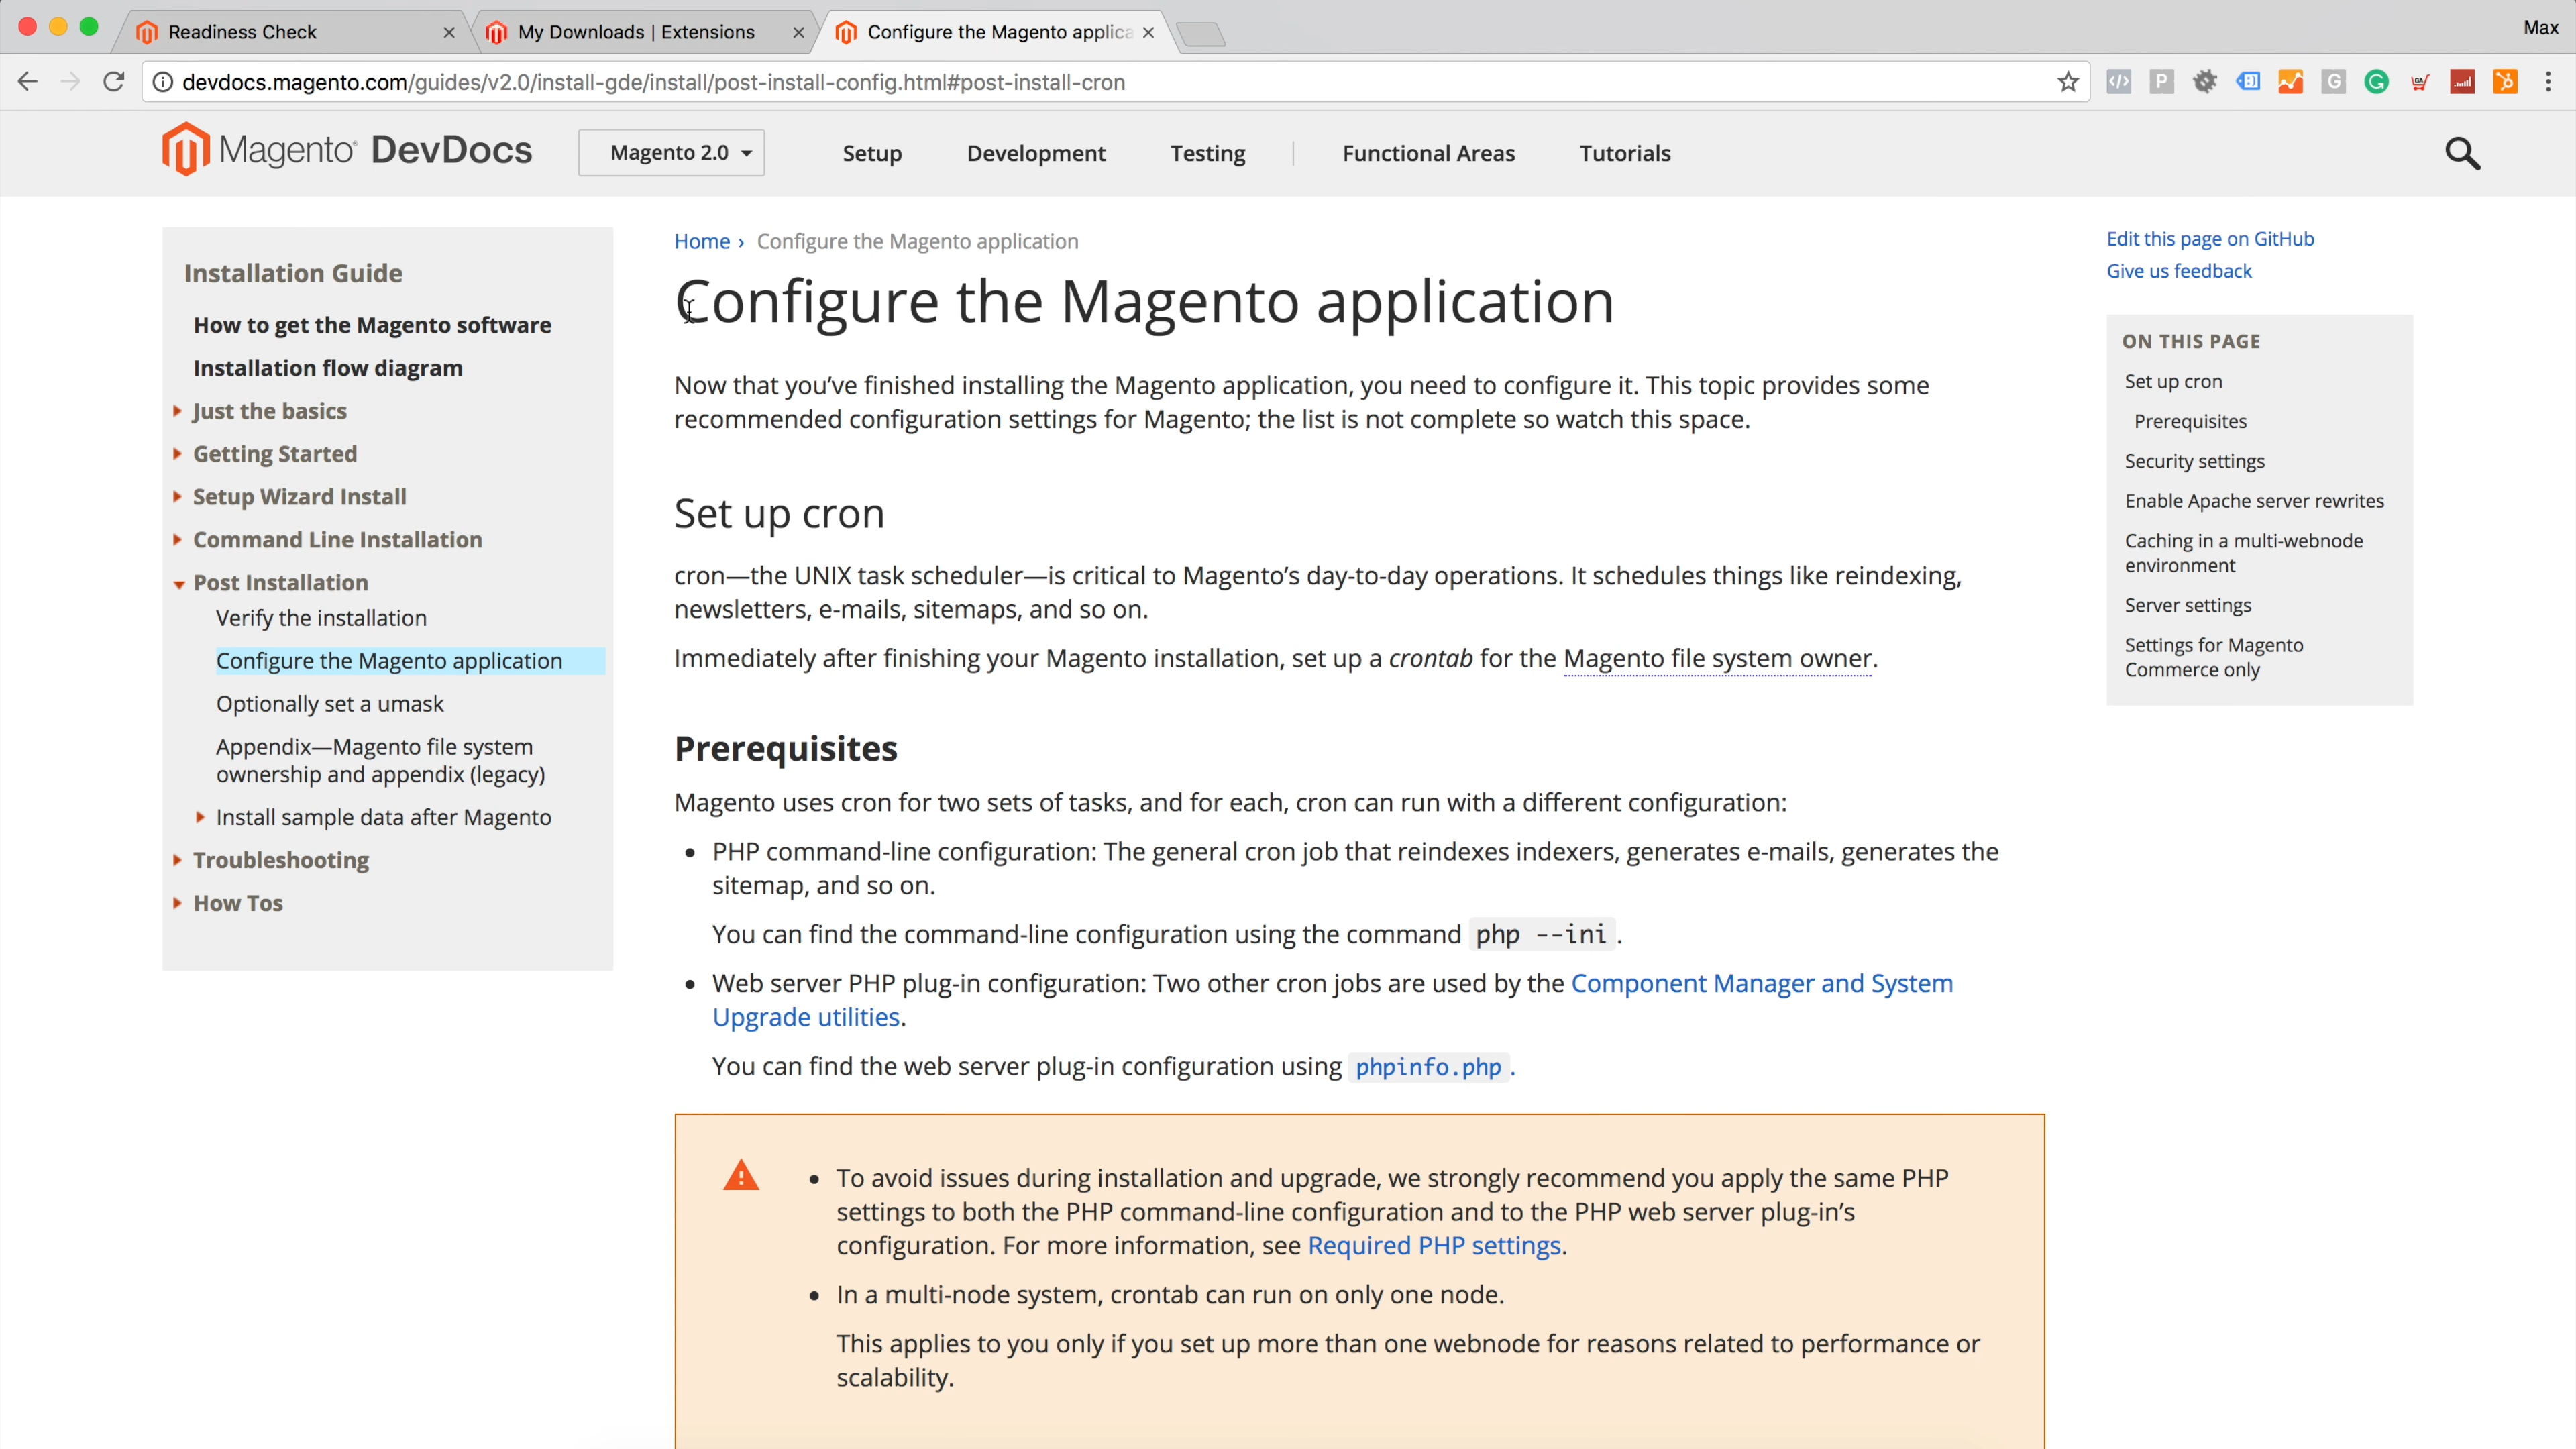 Readiness Check
My Downloads | Extensions
Configure the Magento applica
Max
devdocs.magento.com/guides/v2.0/install-gde/install/post-install-config.html#post-install-cron
Magento DevDocs
Magento 2.0
Setup
Development
Testing
Functional Areas
Tutorials
Installation Guide
How to get the Magento software
Installation flow diagram
Just the basics
Getting Started
Setup Wizard Install
Command Line Installation
Post Installation
Verify the installation
Configure the Magento application
Optionally set a umask
Appendix—Magento file system
ownership and appendix (legacy)
Install sample data after Magento
Troubleshooting
How Tos
Home › Configure the Magento application
Configure the Magento application
Now that you’ve finished installing the Magento application, you need to configure it. This topic provides some
recommended configuration settings for Magento; the list is not complete so watch this space.
Set up cron
cron—the UNIX task scheduler—is critical to Magento’s day-to-day operations. It schedules things like reindexing,
newsletters, e-mails, sitemaps, and so on.
Immediately after finishing your Magento installation, set up a crontab for the Magento file system owner.
Prerequisites
Magento uses cron for two sets of tasks, and for each, cron can run with a different configuration:
• PHP command-line configuration: The general cron job that reindexes indexers, generates e-mails, generates the
sitemap, and so on.
You can find the command-line configuration using the command php --ini .
• Web server PHP plug-in configuration: Two other cron jobs are used by the Component Manager and System
Upgrade utilities.
You can find the web server plug-in configuration using phpinfo.php .
• To avoid issues during installation and upgrade, we strongly recommend you apply the same PHP
settings to both the PHP command-line configuration and to the PHP web server plug-in’s
configuration. For more information, see Required PHP settings.
• In a multi-node system, crontab can run on only one node.
This applies to you only if you set up more than one webnode for reasons related to performance or
scalability.
Edit this page on GitHub
Give us feedback
ON THIS PAGE
Set up cron
Prerequisites
Security settings
Enable Apache server rewrites
Caching in a multi-webnode
environment
Server settings
Settings for Magento
Commerce only